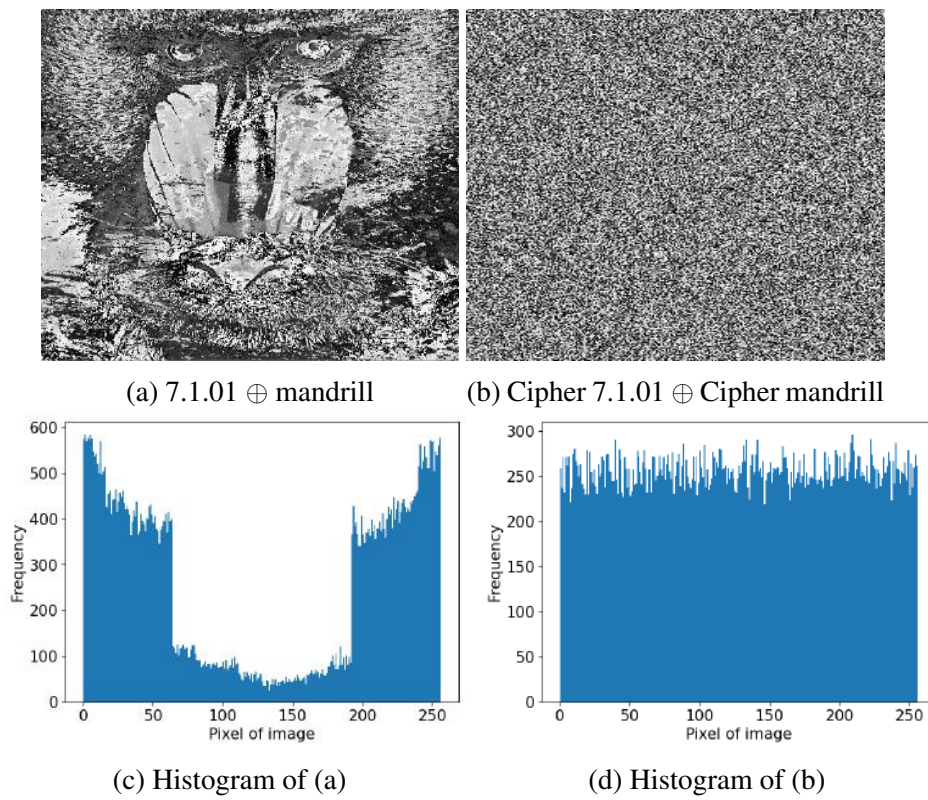 (a) 7.1.01 ⊕ mandrill
(b) Cipher 7.1.01 ⊕ Cipher mandrill
600
500
400
300
200
100
0
Frequency
0 50 100 150 200 250
Pixel of image
300
250
200
150
100
50
0
Frequency
0 50 100 150 200 250
Pixel of image
(c) Histogram of (a)
(d) Histogram of (b)